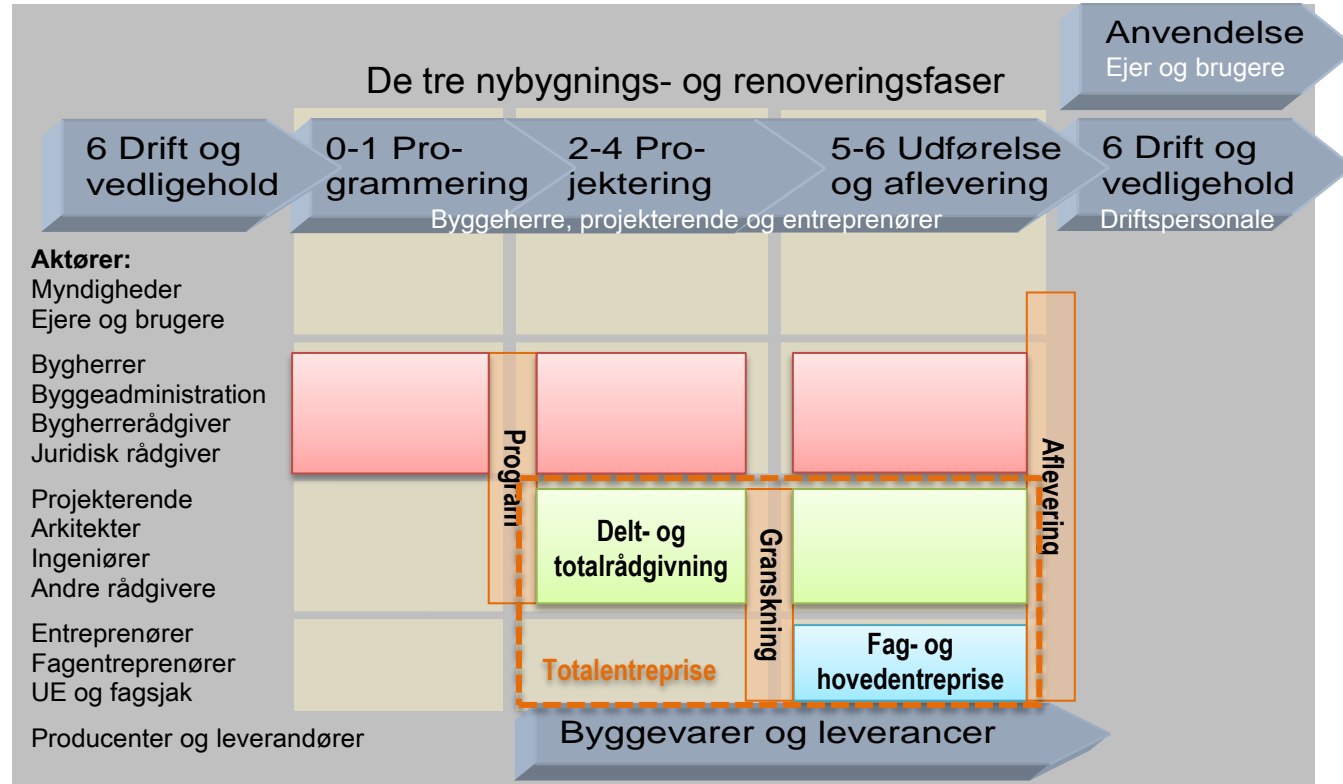 Anvendelse
Ejer og brugere
De tre nybygnings- og renoveringsfaser
6 Drift og
vedligehold
0-1 Pro-
grammering
2-4 Pro-
jektering
5-6 Udførelse
og aflevering
6 Drift og
vedligehold
Byggeherre, projekterende og entreprenører
Driftspersonale
Aktører:
Myndigheder
Ejere og brugere
Bygherrer
Byggeadministration
Bygherrerådgiver
Juridisk rådgiver
Program
Aflevering
Projekterende
Arkitekter
Ingeniører
Andre rådgivere
Delt- og
totalrådgivning
Granskning
Entreprenører
Fagentreprenører
UE og fagsjak
Totalentreprise
Fag- og
hovedentreprise
Producenter og leverandører
Byggevarer og leverancer